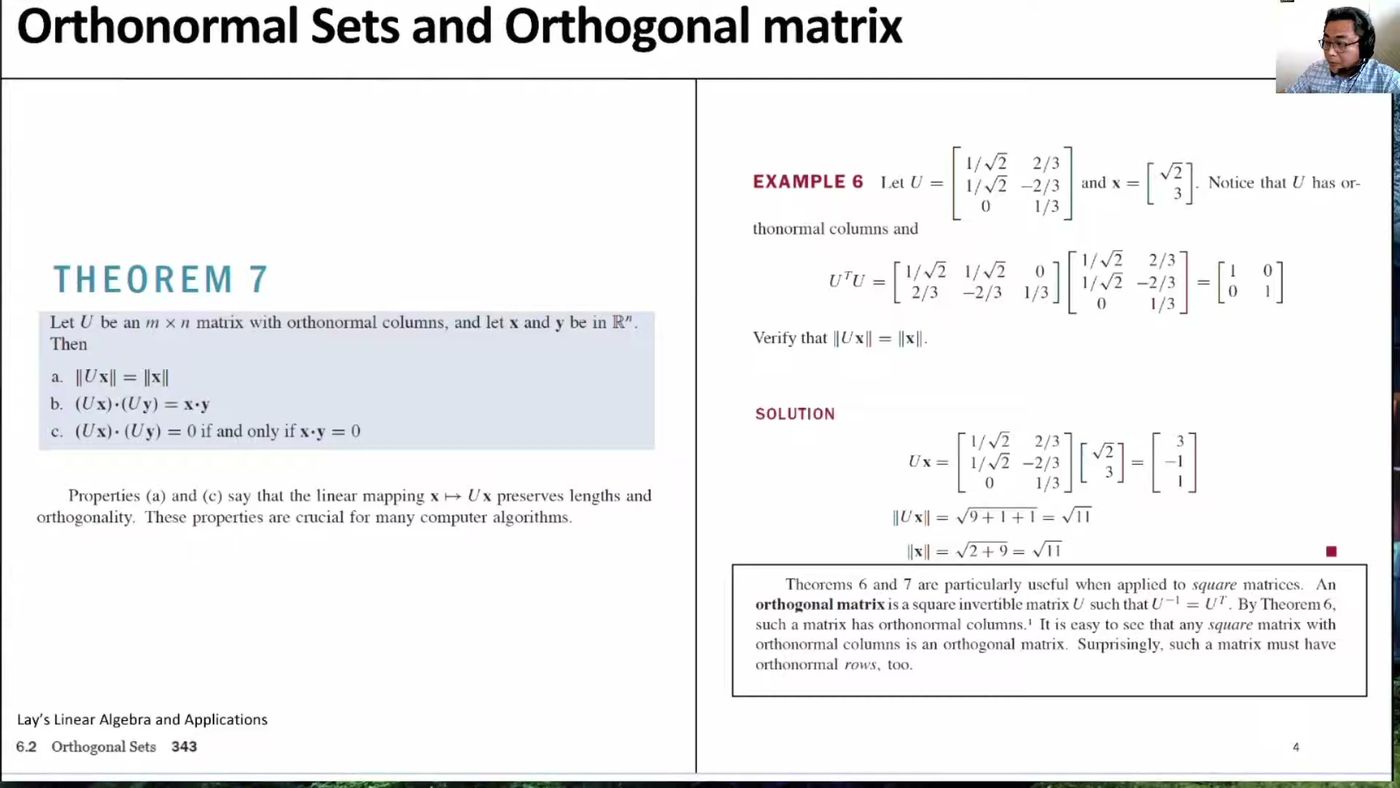 Orthonormal Sets and Orthogonal matrix
THEOREM 7
Let U be an m × n matrix with orthonormal columns, and let x and y be in ℝⁿ.
Then
a. ‖Ux‖ = ‖x‖
b. (Ux)·(Uy) = x·y
c. (Ux)·(Uy) = 0 if and only if x·y = 0
Properties (a) and (c) say that the linear mapping x ↦ Ux preserves lengths and
orthogonality. These properties are crucial for many computer algorithms.
Lay's Linear Algebra and Applications
6.2 Orthogonal Sets 343
EXAMPLE 6 Let U = [1/√2 2/3; 1/√2 −2/3; 0 1/3] and x = [√2; 3]. Notice that U has or-
thonormal columns and
UᵀU = [1/√2 1/√2 0; 2/3 −2/3 1/3] [1/√2 2/3; 1/√2 −2/3; 0 1/3] = [1 0; 0 1]
Verify that ‖Ux‖ = ‖x‖.
SOLUTION
Ux = [1/√2 2/3; 1/√2 −2/3; 0 1/3] [√2; 3] = [3; −1; 1]
‖Ux‖ = √9 + 1 + 1 = √11
‖x‖ = √2 + 9 = √11
Theorems 6 and 7 are particularly useful when applied to square matrices. An
orthogonal matrix is a square invertible matrix U such that U⁻¹ = Uᵀ. By Theorem 6,
such a matrix has orthonormal columns.¹ It is easy to see that any square matrix with
orthonormal columns is an orthogonal matrix. Surprisingly, such a matrix must have
orthonormal rows, too.
4